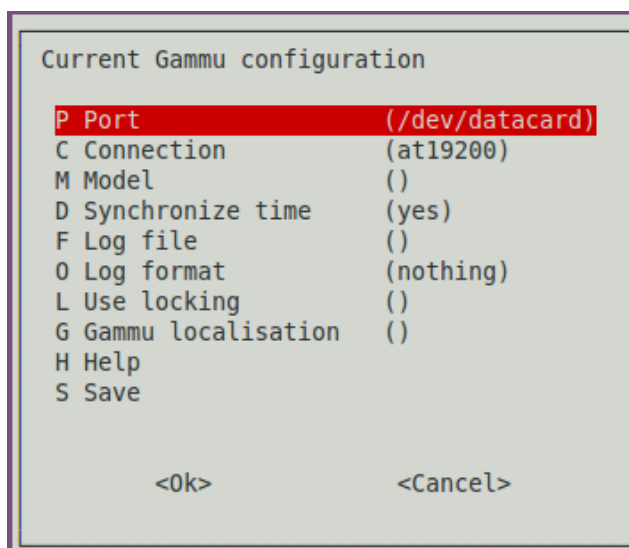 Current Gammu configuration
P Port (/dev/datacard)
C Connection (at19200)
M Model ()
D Synchronize time (yes)
F Log file ()
O Log format (nothing)
L Use locking ()
G Gammu localisation ()
H Help
S Save
<Ok> <Cancel>